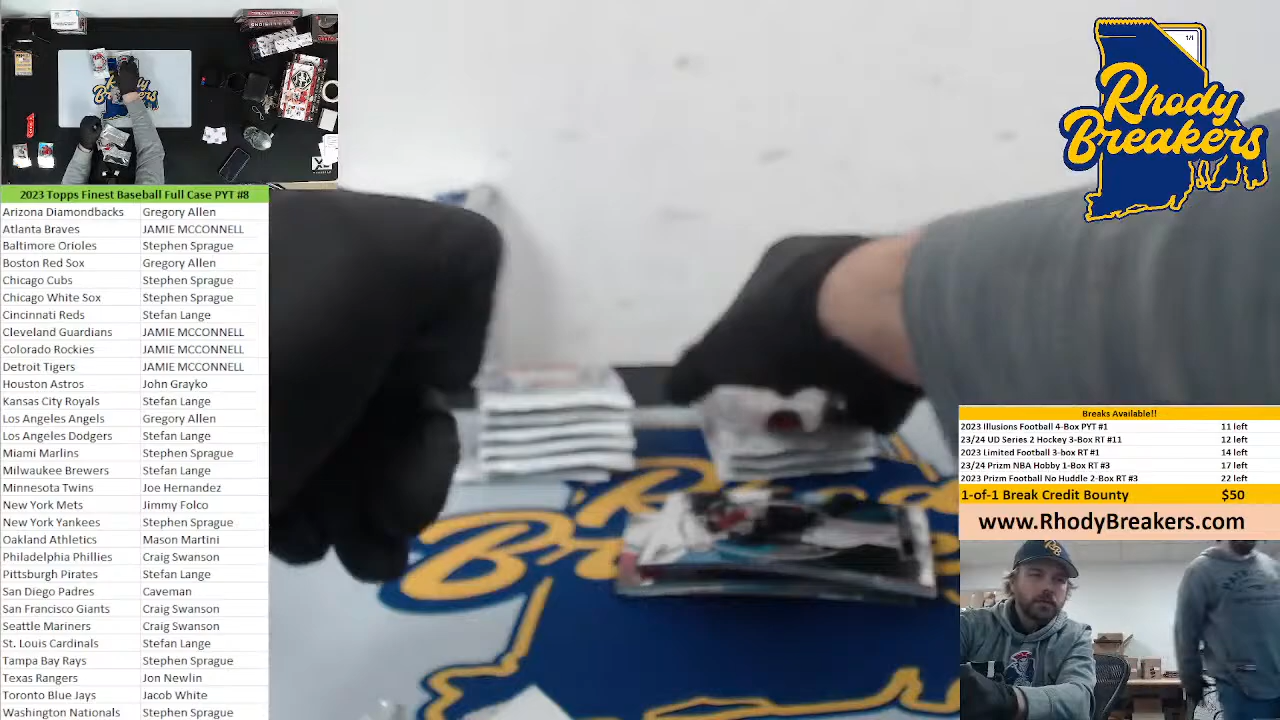 2023 Topps Finest Baseball Full Case PYT #8
Arizona Diamondbacks Gregory Allen
Atlanta Braves JAMIE MCCONNELL
Baltimore Orioles Stephen Sprague
Boston Red Sox Gregory Allen
Chicago Cubs Stephen Sprague
Chicago White Sox Stephen Sprague
Cincinnati Reds Stefan Lange
Cleveland Guardians JAMIE MCCONNELL
Colorado Rockies JAMIE MCCONNELL
Detroit Tigers JAMIE MCCONNELL
Houston Astros John Grayko
Kansas City Royals Stefan Lange
Los Angeles Angels Gregory Allen
Los Angeles Dodgers Stefan Lange
Miami Marlins Stephen Sprague
Milwaukee Brewers Stefan Lange
Minnesota Twins Joe Hernandez
New York Mets Jimmy Folco
New York Yankees Stephen Sprague
Oakland Athletics Mason Martini
Philadelphia Phillies Craig Swanson
Pittsburgh Pirates Stefan Lange
San Diego Padres Caveman
San Francisco Giants Craig Swanson
Seattle Mariners Craig Swanson
St. Louis Cardinals Stefan Lange
Tampa Bay Rays Stephen Sprague
Texas Rangers Jon Newlin
Toronto Blue Jays Jacob White
Washington Nationals Stephen Sprague
1/1
Rhody
Breakers
Breaks Available!!
2023 Illusions Football 4-Box PYT #1 11 left
23/24 UD Series 2 Hockey 3-Box RT #11 12 left
2023 Limited Football 3-box RT #1 14 left
23/24 Prizm NBA Hobby 1-Box RT #3 17 left
2023 Prizm Football No Huddle 2-Box RT #3 22 left
1-of-1 Break Credit Bounty $50
www.RhodyBreakers.com